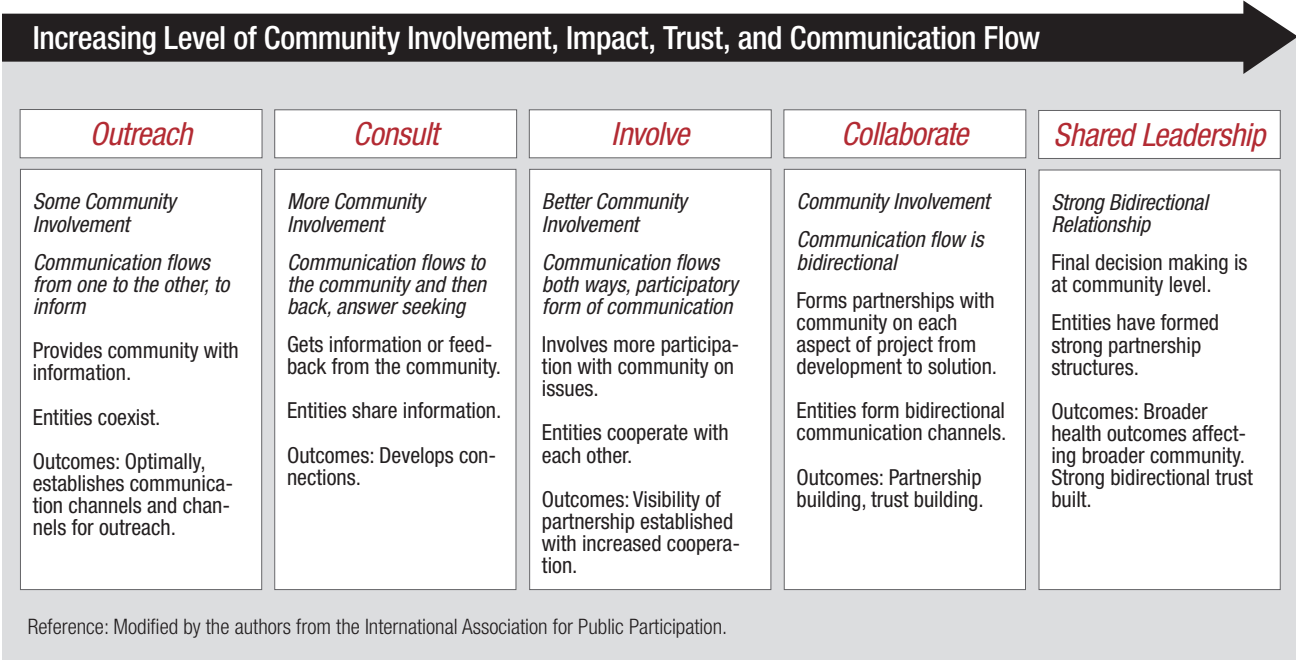 Increasing Level of Community Involvement, Impact, Trust, and Communication Flow
Outreach
Some Community
Involvement
Communication flows
from one to the other, to
inform
Provides community with
information.
Entities coexist.
Outcomes: Optimally,
establishes communica-
tion channels and chan-
nels for outreach.
Consult
More Community
Involvement
Communication flows to
the community and then
back, answer seeking
Gets information or feed-
back from the community.
Entities share information.
Outcomes: Develops con-
nections.
Involve
Better Community
Involvement
Communication flows
both ways, participatory
form of communication
Involves more participa-
tion with community on
issues.
Entities cooperate with
each other.
Outcomes: Visibility of
partnership established
with increased coopera-
tion.
Collaborate
Community Involvement
Communication flow is
bidirectional
Forms partnerships with
community on each
aspect of project from
development to solution.
Entities form bidirectional
communication channels.
Outcomes: Partnership
building, trust building.
Shared Leadership
Strong Bidirectional
Relationship
Final decision making is
at community level.
Entities have formed
strong partnership
structures.
Outcomes: Broader
health outcomes affect-
ing broader community.
Strong bidirectional trust
built.
Reference: Modified by the authors from the International Association for Public Participation.